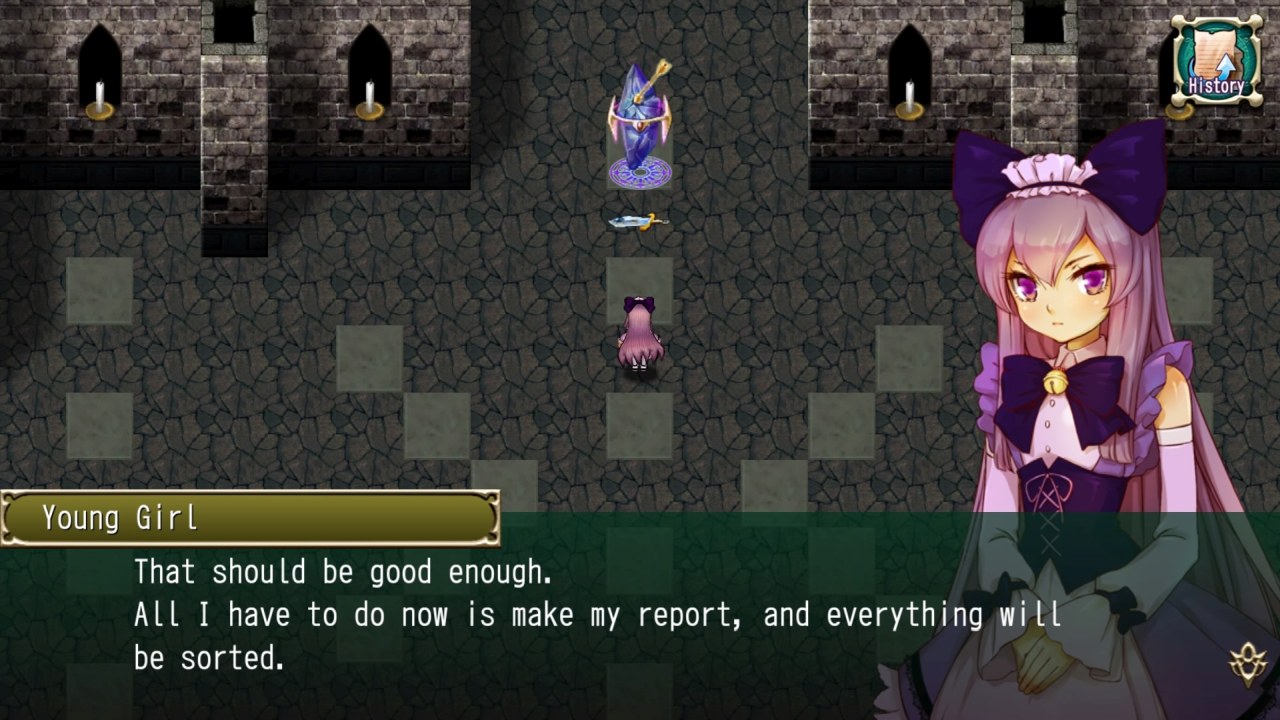 History
Young Girl
That should be good enough.
All I have to do now is make my report, and everything will
be sorted.